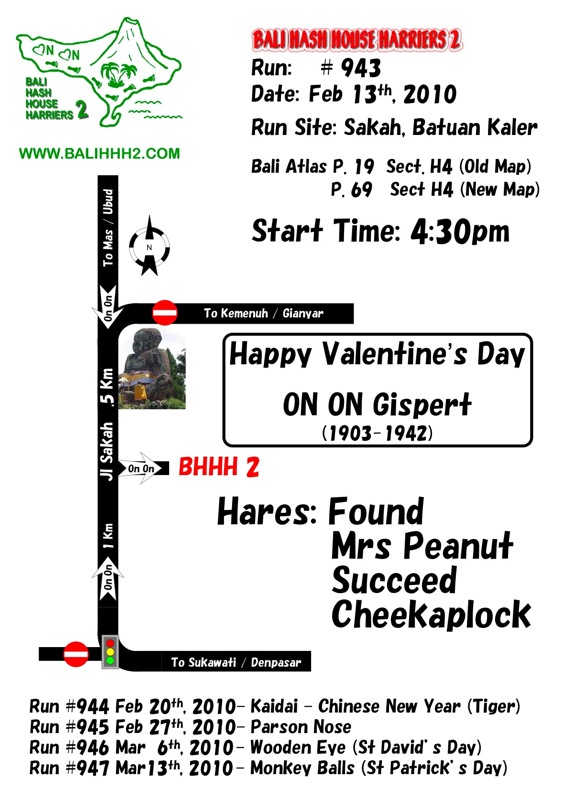 ON ON
BALI
HASH
HOUSE
HARRIERS 2
WWW.BALIHHH2.COM
BALI HASH HOUSE HARRIERS 2
Run: # 943
Date: Feb 13th, 2010
Run Site: Sakah, Batuan Kaler
Bali Atlas P. 19 Sect. H4 (Old Map)
P. 69 Sect H4 (New Map)
Start Time: 4:30pm
To Mas / Ubud
N
On On
To Kemenuh / Gianyar
Happy Valentine's Day
ON ON Gispert
(1903-1942)
Jl Sakah .5 Km
On On
BHHH 2
Hares: Found
Mrs Peanut
Succeed
Cheekaplock
1 Km
On On
To Sukawati / Denpasar
Run #944 Feb 20th, 2010- Kaidai - Chinese New Year (Tiger)
Run #945 Feb 27th, 2010- Parson Nose
Run #946 Mar 6th, 2010- Wooden Eye (St David's Day)
Run #947 Mar13th, 2010- Monkey Balls (St Patrick's Day)